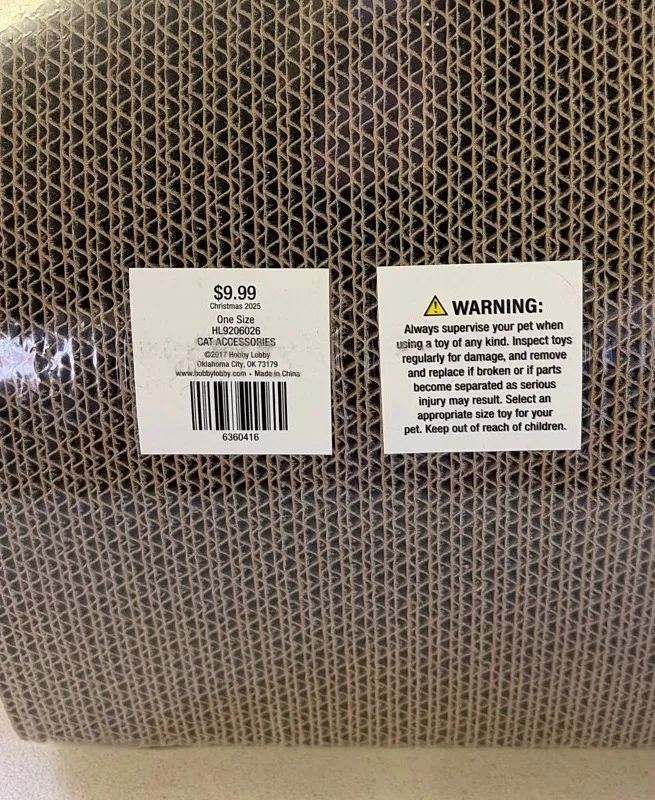 $9.99
Christmas 2025
One Size
HL9206026
CAT ACCESSORIES
©2017 Hobby Lobby
Oklahoma City, OK 73179
www.hobbylobby.com • Made in China
6360416
⚠ WARNING:
Always supervise your pet when
using a toy of any kind. Inspect toys
regularly for damage, and remove
and replace if broken or if parts
become separated as serious
injury may result. Select an
appropriate size toy for your
pet. Keep out of reach of children.